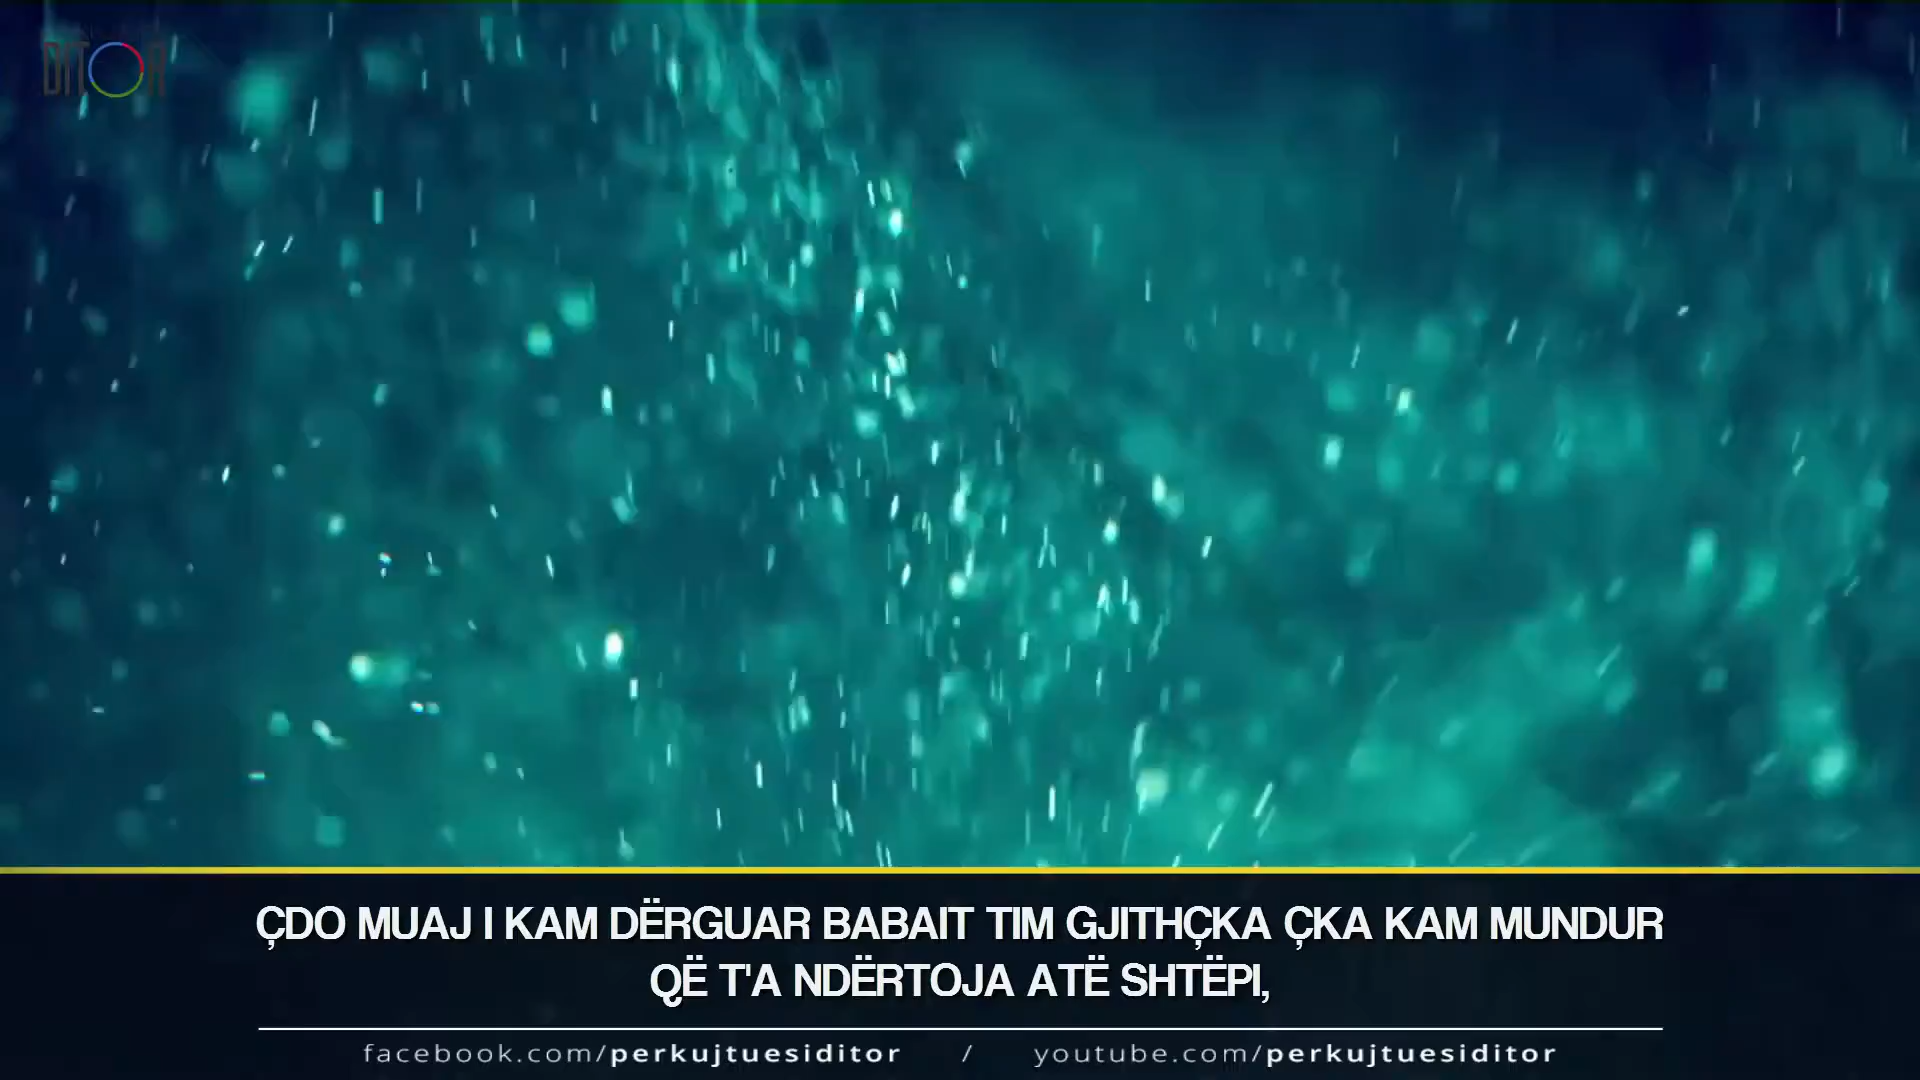 DITOR
ÇDO MUAJ I KAM DËRGUAR BABAIT TIM GJITHÇKA ÇKA KAM MUNDUR
QË T'A NDËRTOJA ATË SHTËPI,
facebook.com/perkujtuesiditor / youtube.com/perkujtuesiditor